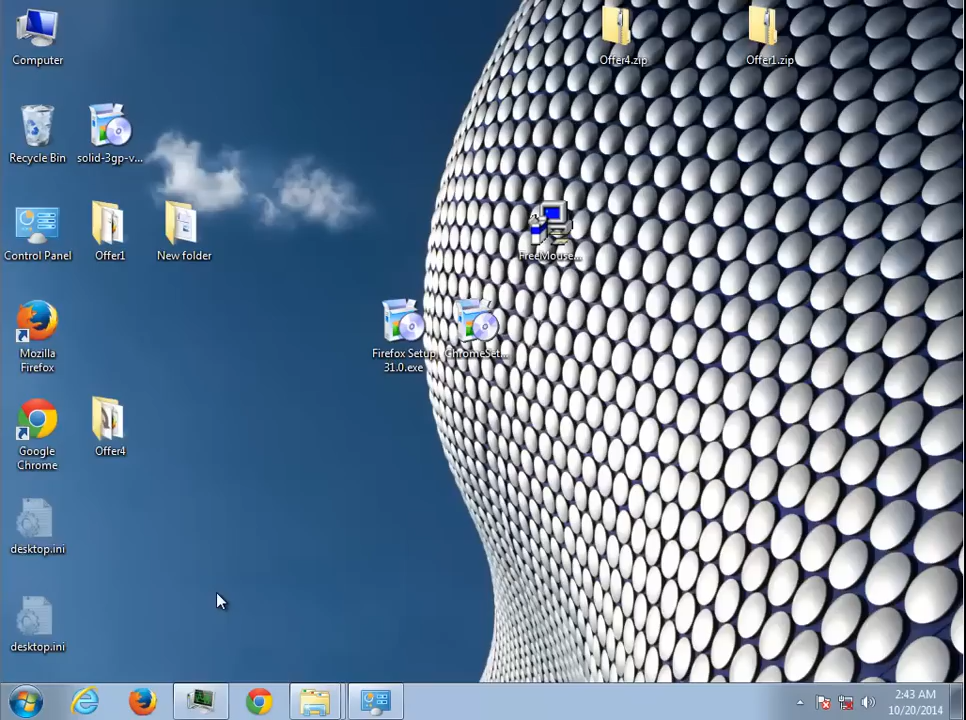 Computer
Offer4.zip
Offer1.zip
Recycle Bin
solid-3gp-v...
Control Panel
Offer1
New folder
FreeMouse...
Mozilla
Firefox
Firefox Setup
31.0.exe
ChromeSet...
Google
Chrome
Offer4
desktop.ini
desktop.ini
2:43 AM
10/20/2014